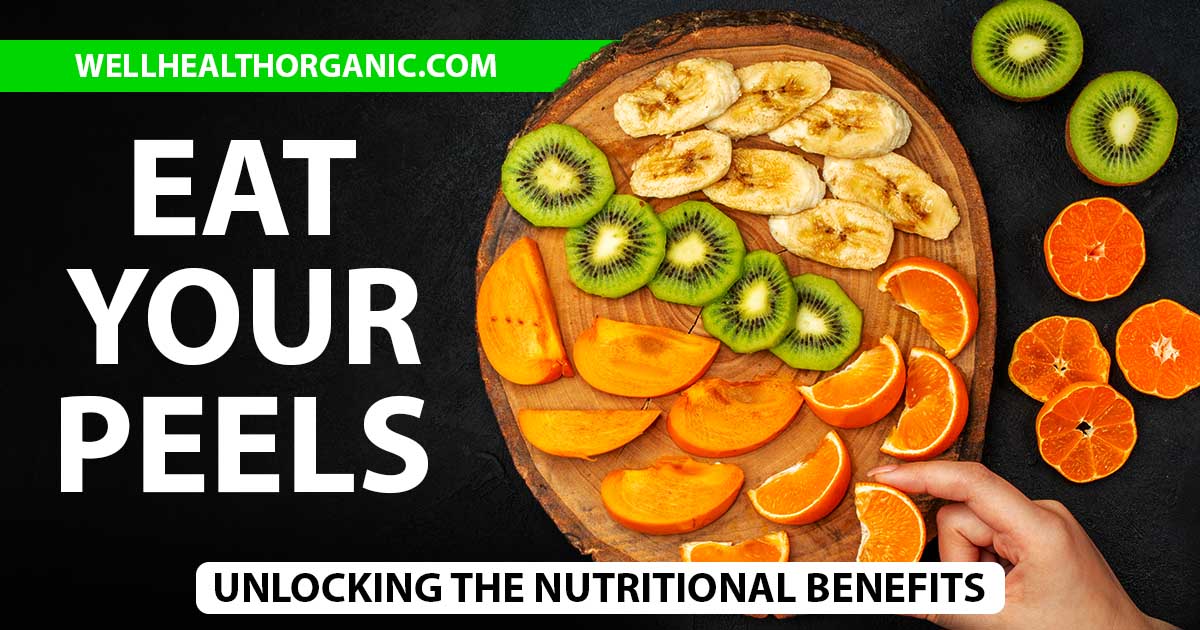 WELLHEALTHORGANIC.COM
EAT
YOUR
PEELS
UNLOCKING THE NUTRITIONAL BENEFITS